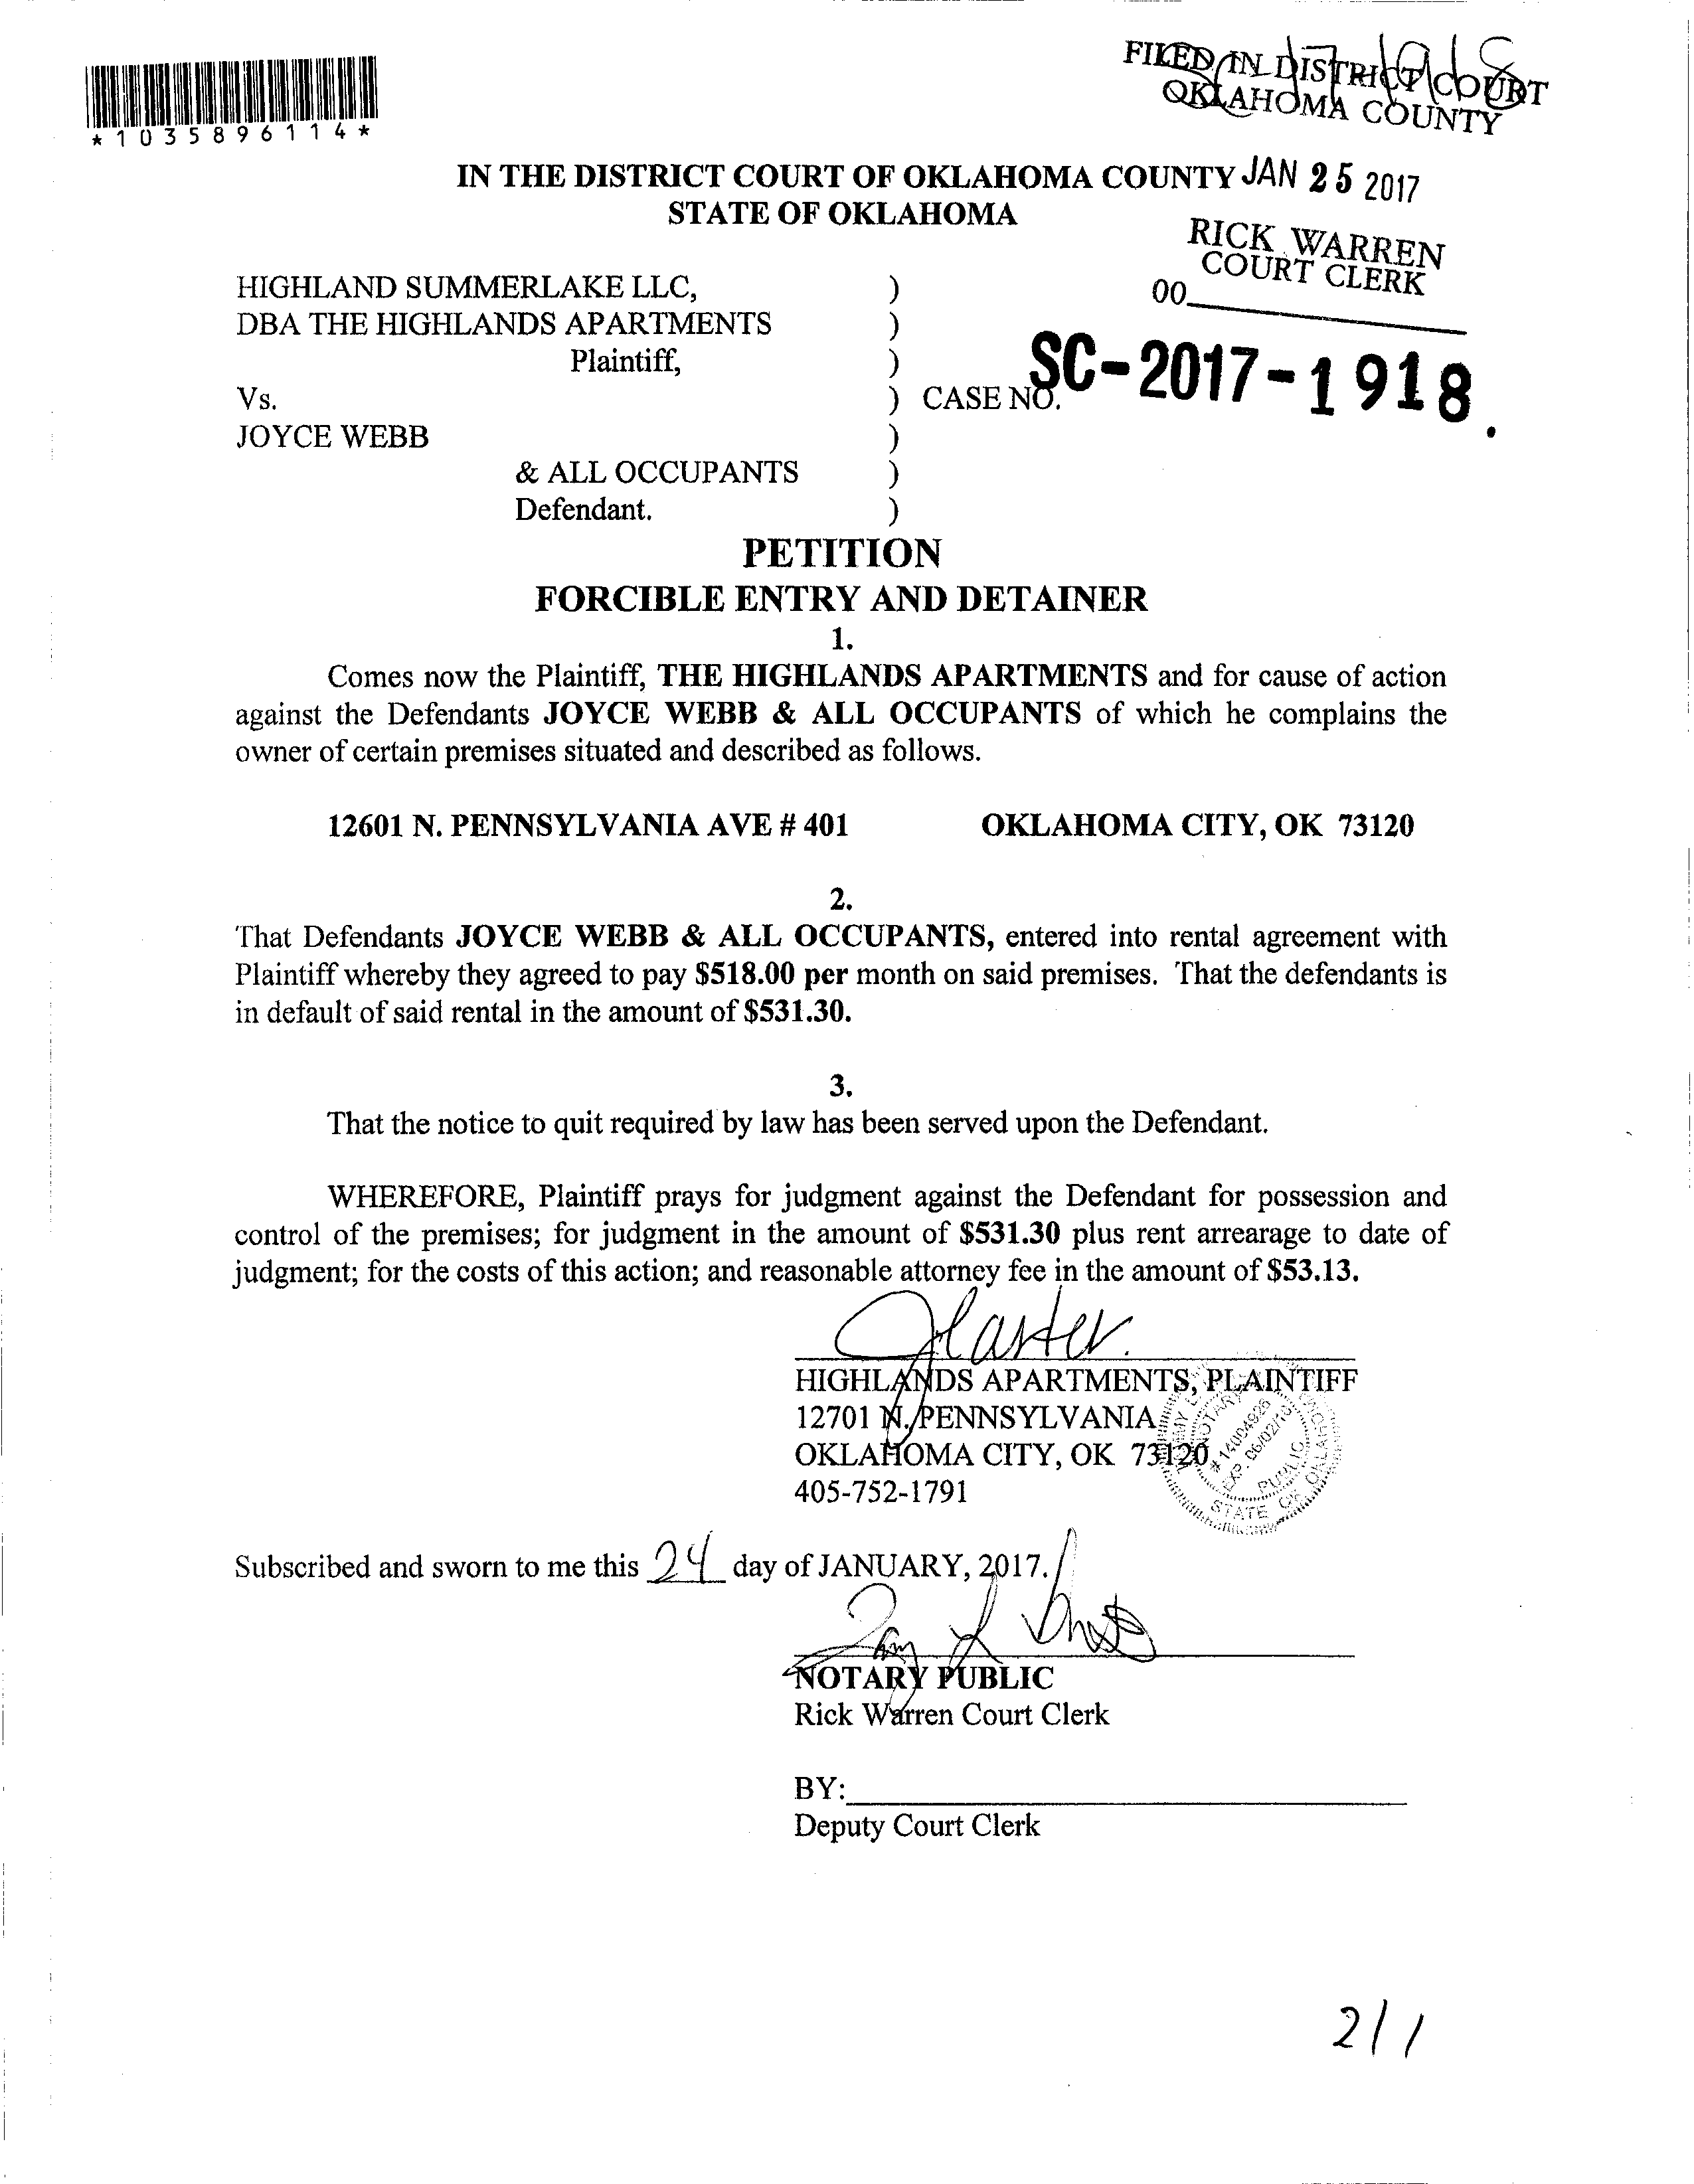 *1035896114*
17-1918
FILED IN DISTRICT COURT
OKLAHOMA COUNTY
IN THE DISTRICT COURT OF OKLAHOMA COUNTY JAN 25 2017
STATE OF OKLAHOMA
RICK WARREN
COURT CLERK
00
HIGHLAND SUMMERLAKE LLC, )
DBA THE HIGHLANDS APARTMENTS )
Plaintiff, )
Vs. ) CASE NO. SC-2017-1918.
JOYCE WEBB )
& ALL OCCUPANTS )
Defendant. )
PETITION
FORCIBLE ENTRY AND DETAINER
1.
Comes now the Plaintiff, THE HIGHLANDS APARTMENTS and for cause of action
against the Defendants JOYCE WEBB & ALL OCCUPANTS of which he complains the
owner of certain premises situated and described as follows.
12601 N. PENNSYLVANIA AVE # 401 OKLAHOMA CITY, OK 73120
2.
That Defendants JOYCE WEBB & ALL OCCUPANTS, entered into rental agreement with
Plaintiff whereby they agreed to pay $518.00 per month on said premises. That the defendants is
in default of said rental in the amount of $531.30.
3.
That the notice to quit required by law has been served upon the Defendant.
WHEREFORE, Plaintiff prays for judgment against the Defendant for possession and
control of the premises; for judgment in the amount of $531.30 plus rent arrearage to date of
judgment; for the costs of this action; and reasonable attorney fee in the amount of $53.13.
HIGHLANDS APARTMENTS, PLAINTIFF
12701 N. PENNSYLVANIA
OKLAHOMA CITY, OK 73120
405-752-1791
NOTARY PUBLIC
# 14004926
STATE OF OKLAHOMA
Subscribed and sworn to me this 24 day of JANUARY, 2017.
NOTARY PUBLIC
Rick Warren Court Clerk
BY:
Deputy Court Clerk
2/1